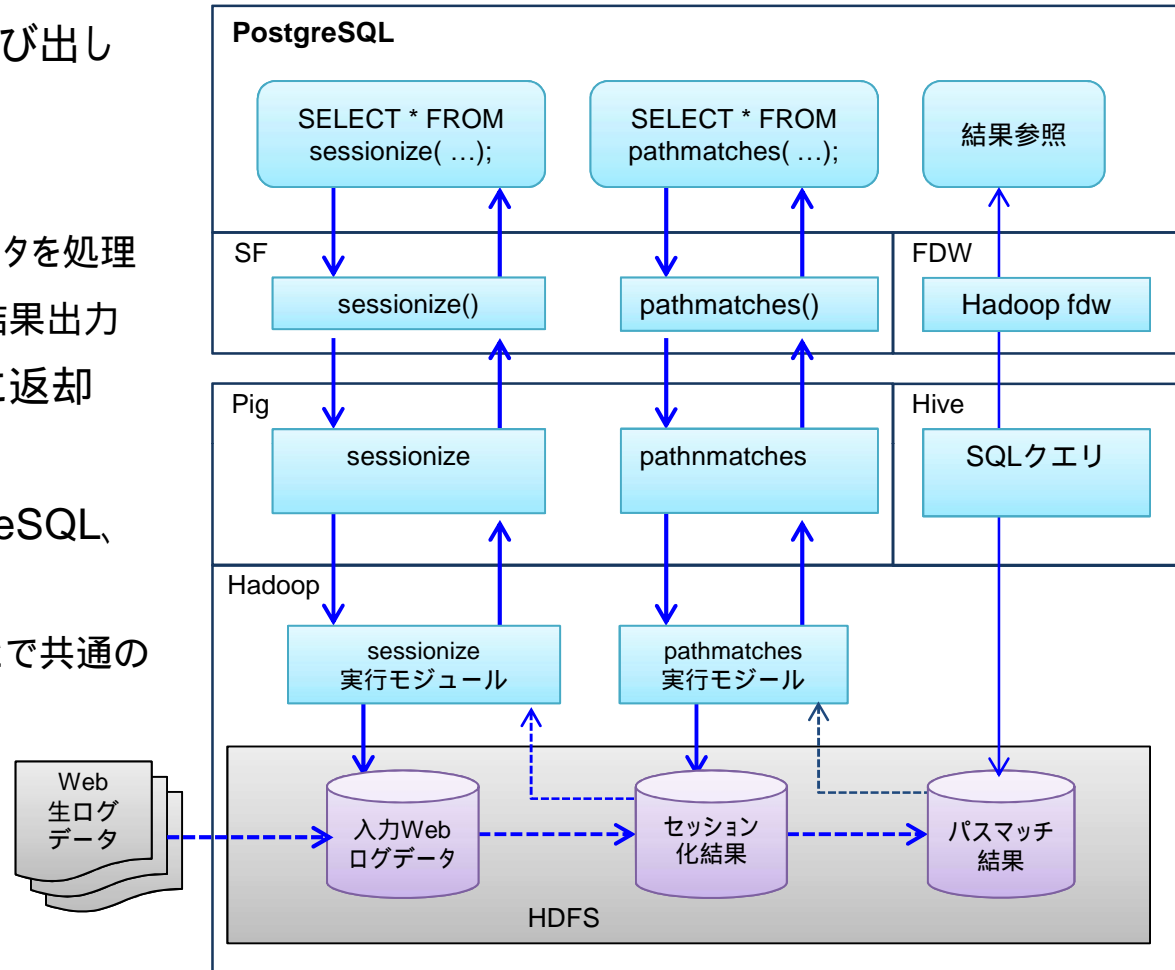 び出し
タを処理
結果出力
に返却
eSQL、
で共通の
PostgreSQL
SELECT * FROM
sessionize( …);
SELECT * FROM
pathmatches( …);
結果参照
SF
FDW
sessionize()
pathmatches()
Hadoop fdw
Pig
Hive
sessionize
pathnmatches
SQLクエリ
Hadoop
sessionize
実行モジュール
pathmatches
実行モジール
Web
生ログ
データ
入力Web
ログデータ
セッション
化結果
パスマッチ
結果
HDFS